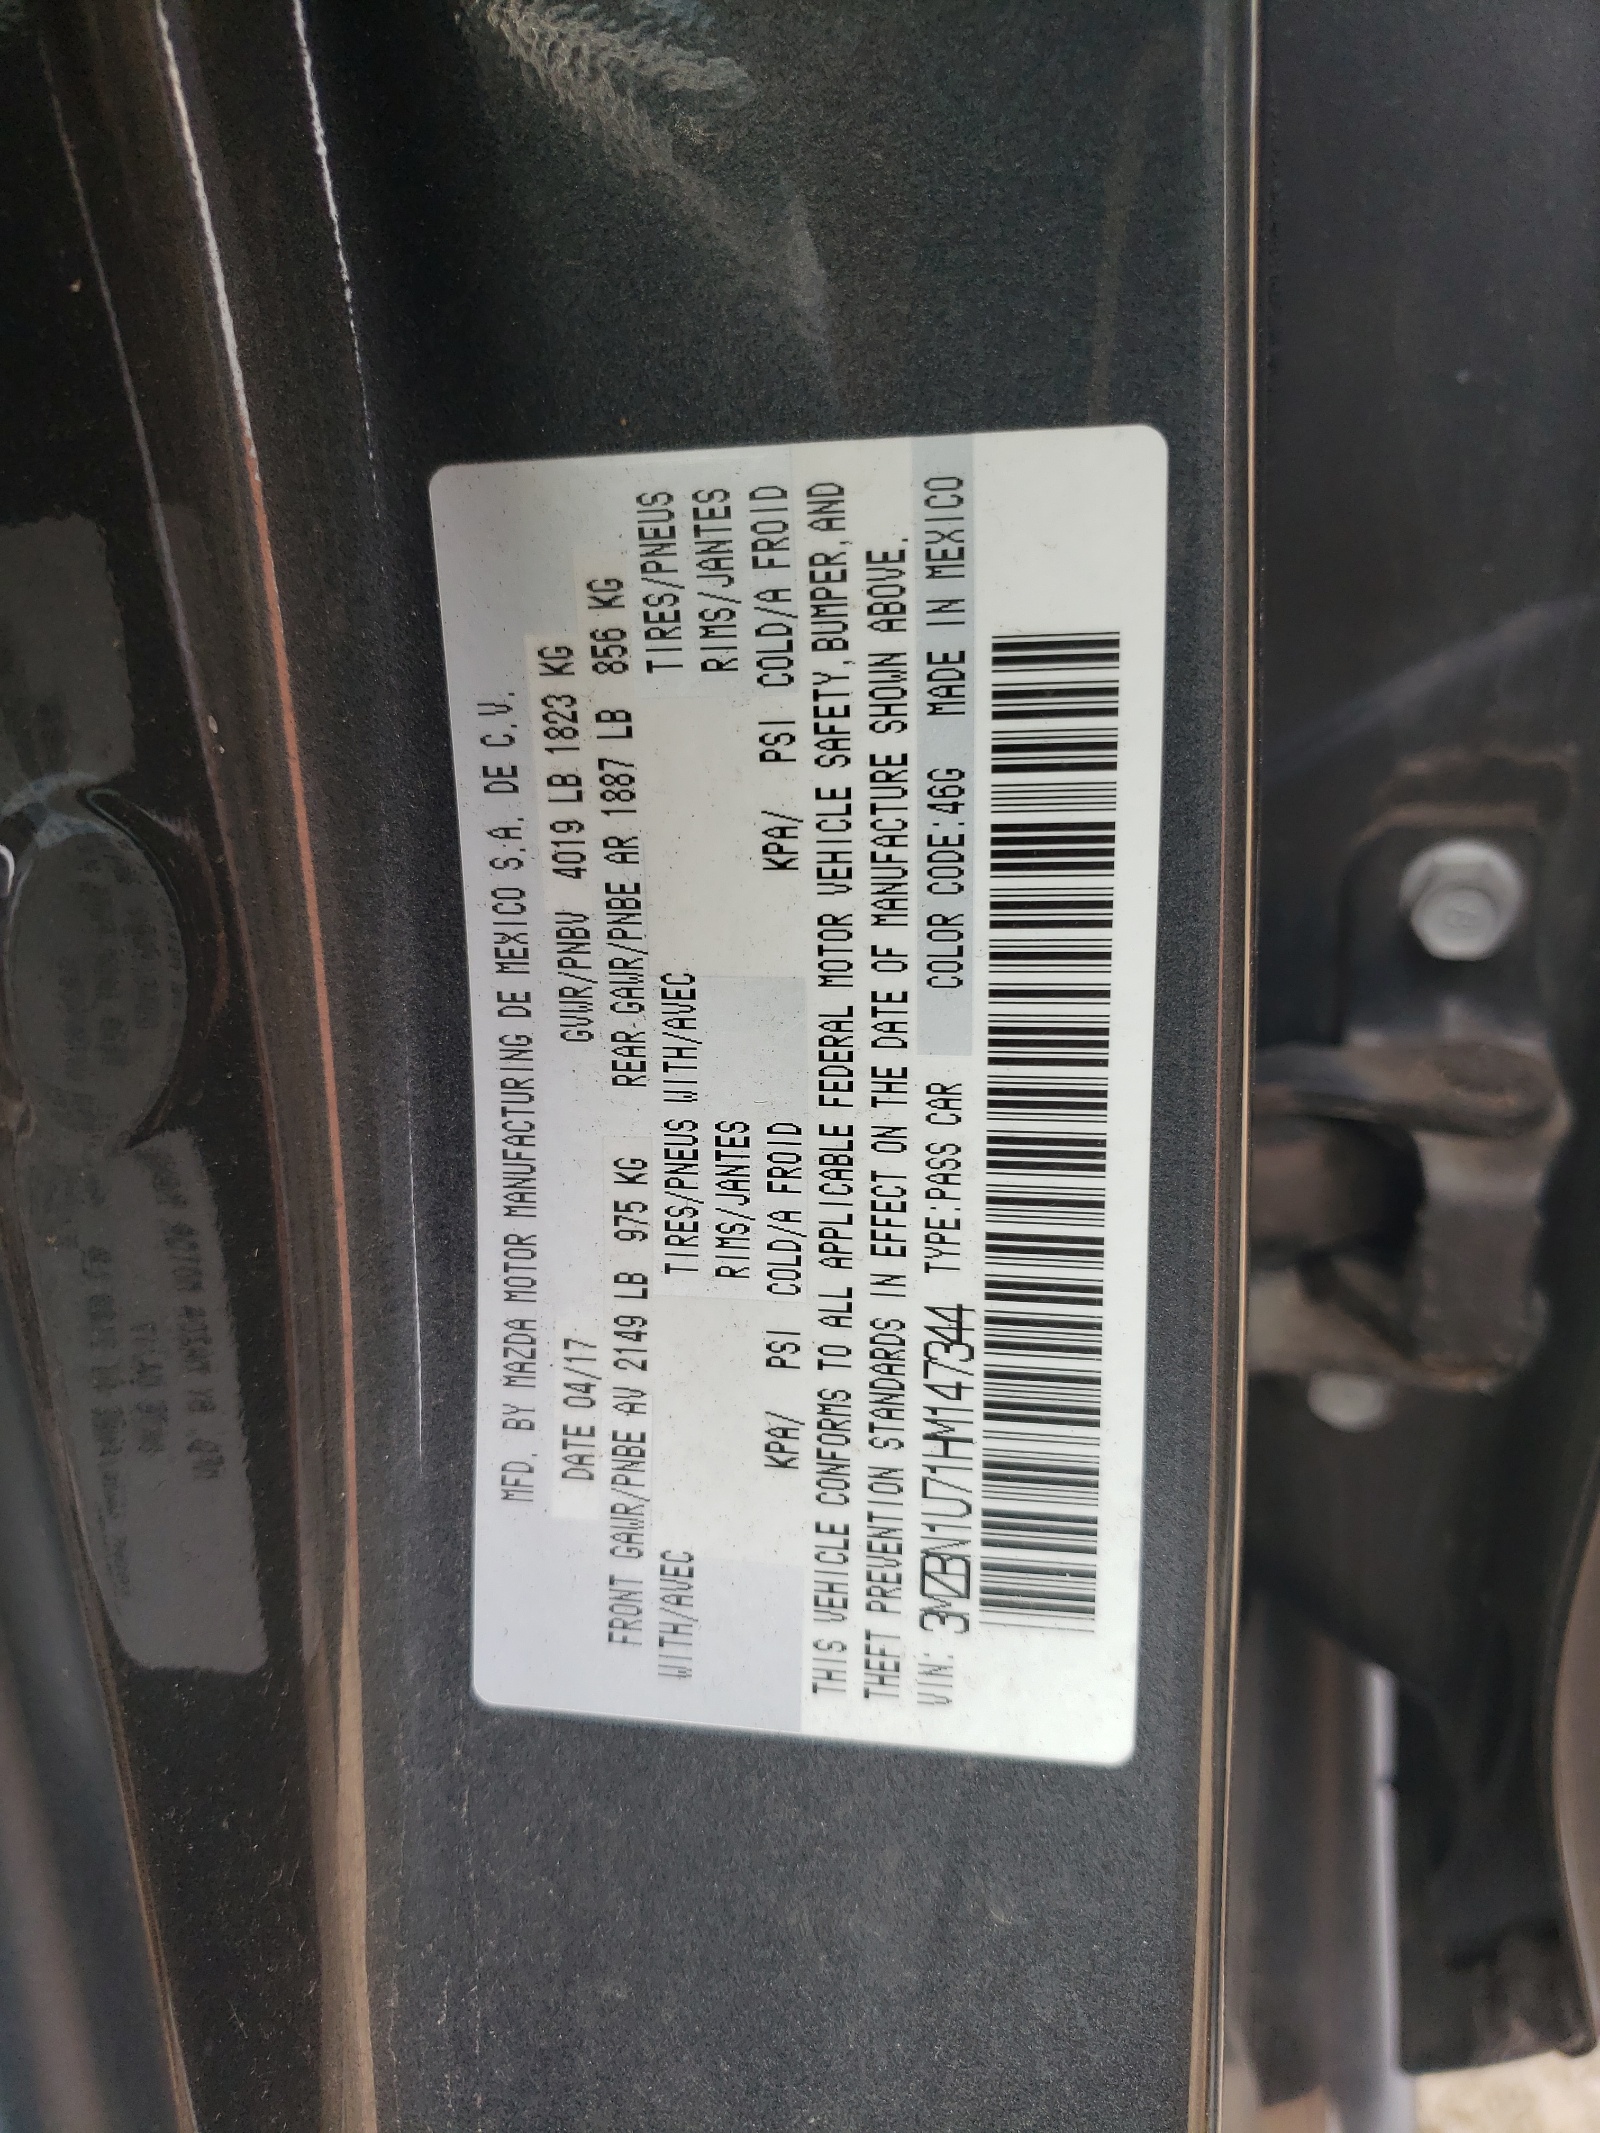 MFD. BY MAZDA MOTOR MANUFACTURING DE MEXICO S.A. DE C.V.
DATE 04/17 GVWR/PNBV 4019 LB 1823 KG
FRONT GAWR/PNBE AV 2149 LB 975 KG REAR GAWR/PNBE AR 1887 LB 856 KG
WITH/AVEC TIRES/PNEUS WITH/AVEC TIRES/PNEUS
RIMS/JANTES RIMS/JANTES
KPA/ PSI COLD/A FROID KPA/ PSI COLD/A FROID
THIS VEHICLE CONFORMS TO ALL APPLICABLE FEDERAL MOTOR VEHICLE SAFETY,BUMPER,AND
THEFT PREVENTION STANDARDS IN EFFECT ON THE DATE OF MANUFACTURE SHOWN ABOVE.
VIN: 3MZBN1U71HM147344 TYPE:PASS CAR COLOR CODE:46G MADE IN MEXICO